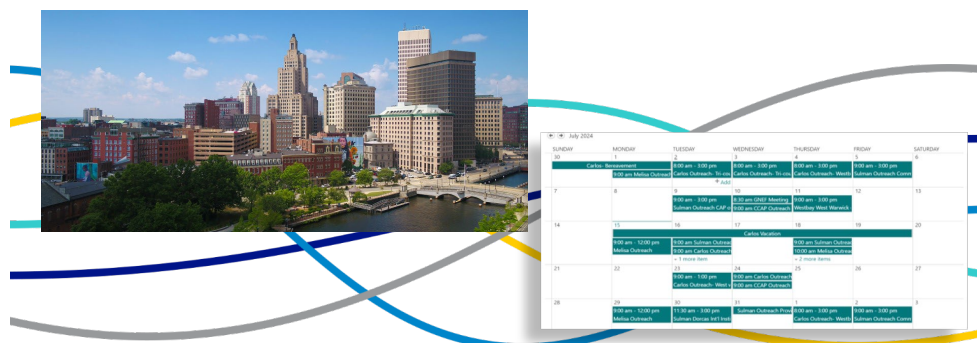 July 2024
SUNDAY MONDAY TUESDAY WEDNESDAY THURSDAY FRIDAY SATURDAY
30 1 2 3 4 5 6
Carlos- Bereavement 8:00 am - 3:00 pm 8:00 am - 3:00 pm 8:00 am - 3:00 pm 9:00 am - 3:00 pm
9:00 am Melisa Outreach Carlos Outreach- Tri-cou Carlos Outreach- Tri-cou Carlos Outreach- Westb Sulman Outreach Comm
+ Add
7 8 9 10 11 12 13
9:00 am - 3:00 pm 8:30 am GNEF Meeting 9:00 am - 3:00 pm
Sulman Outreach CAP o 9:00 am CCAP Outreach Westbay West Warwick
14 15 16 17 18 19 20
Carlos Vacation
9:00 am - 12:00 pm 9:00 am Sulman Outreac 9:00 am Sulman Outreac
Melisa Outreach 9:00 am Carlos Outreach 10:00 am Melisa Outreac
+ 1 more item + 2 more items
21 22 23 24 25 26 27
9:00 am - 1:00 pm 9:00 am Carlos Outreach
Carlos Outreach- West 9:00 am CCAP Outreach
28 29 30 31 1 2 3
9:00 am - 12:00 pm 11:30 am - 3:00 pm Sulman Outreach Prov 8:00 am - 3:00 pm 9:00 am - 3:00 pm
Melisa Outreach Sulman Dorcas Int'l Insti Carlos Outreach- Westb Sulman Outreach Comm